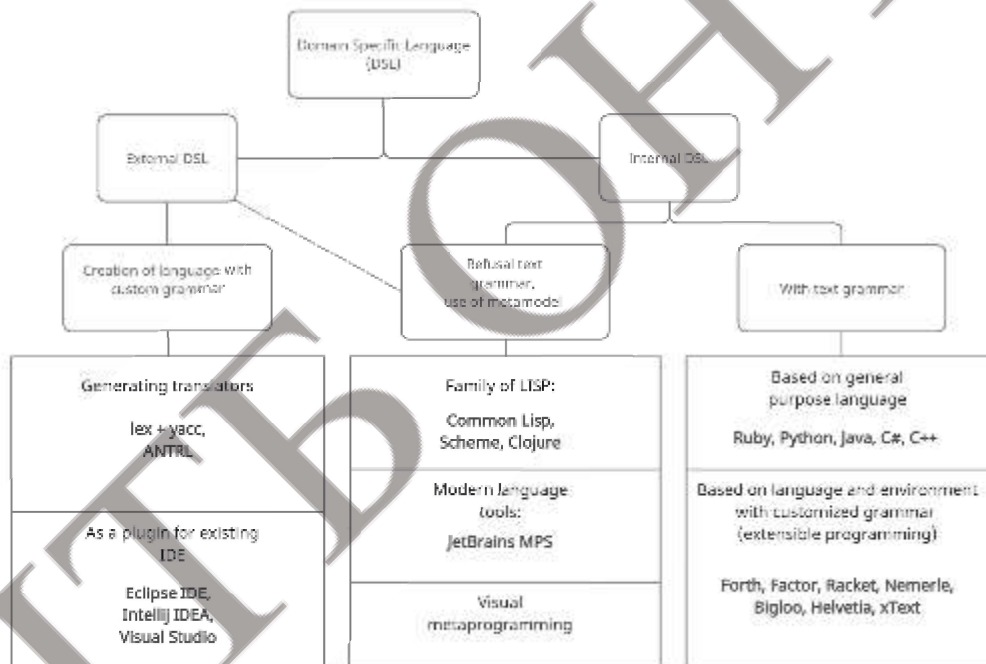 Domain Specific Language
(DSL)
External DSL
Internal DSL
Creation of language with
custom grammar
Refusal text
grammar,
use of metamodel
With text grammar
Generating translators
lex + yacc,
ANTRL
As a plugin for existing
IDE
Eclipse IDE,
Intellij IDEA,
Visual Studio
Family of LISP:
Common Lisp,
Scheme, Clojure
Modern language
tools:
JetBrains MPS
Visual
metaprogramming
Based on general
purpose language
Ruby, Python, Java, C#, C++
Based on language and environment
with customized grammar
(extensible programming)
Forth, Factor, Racket, Nemerle,
Bigloo, Helvetia, xText
ІТЬ ОН